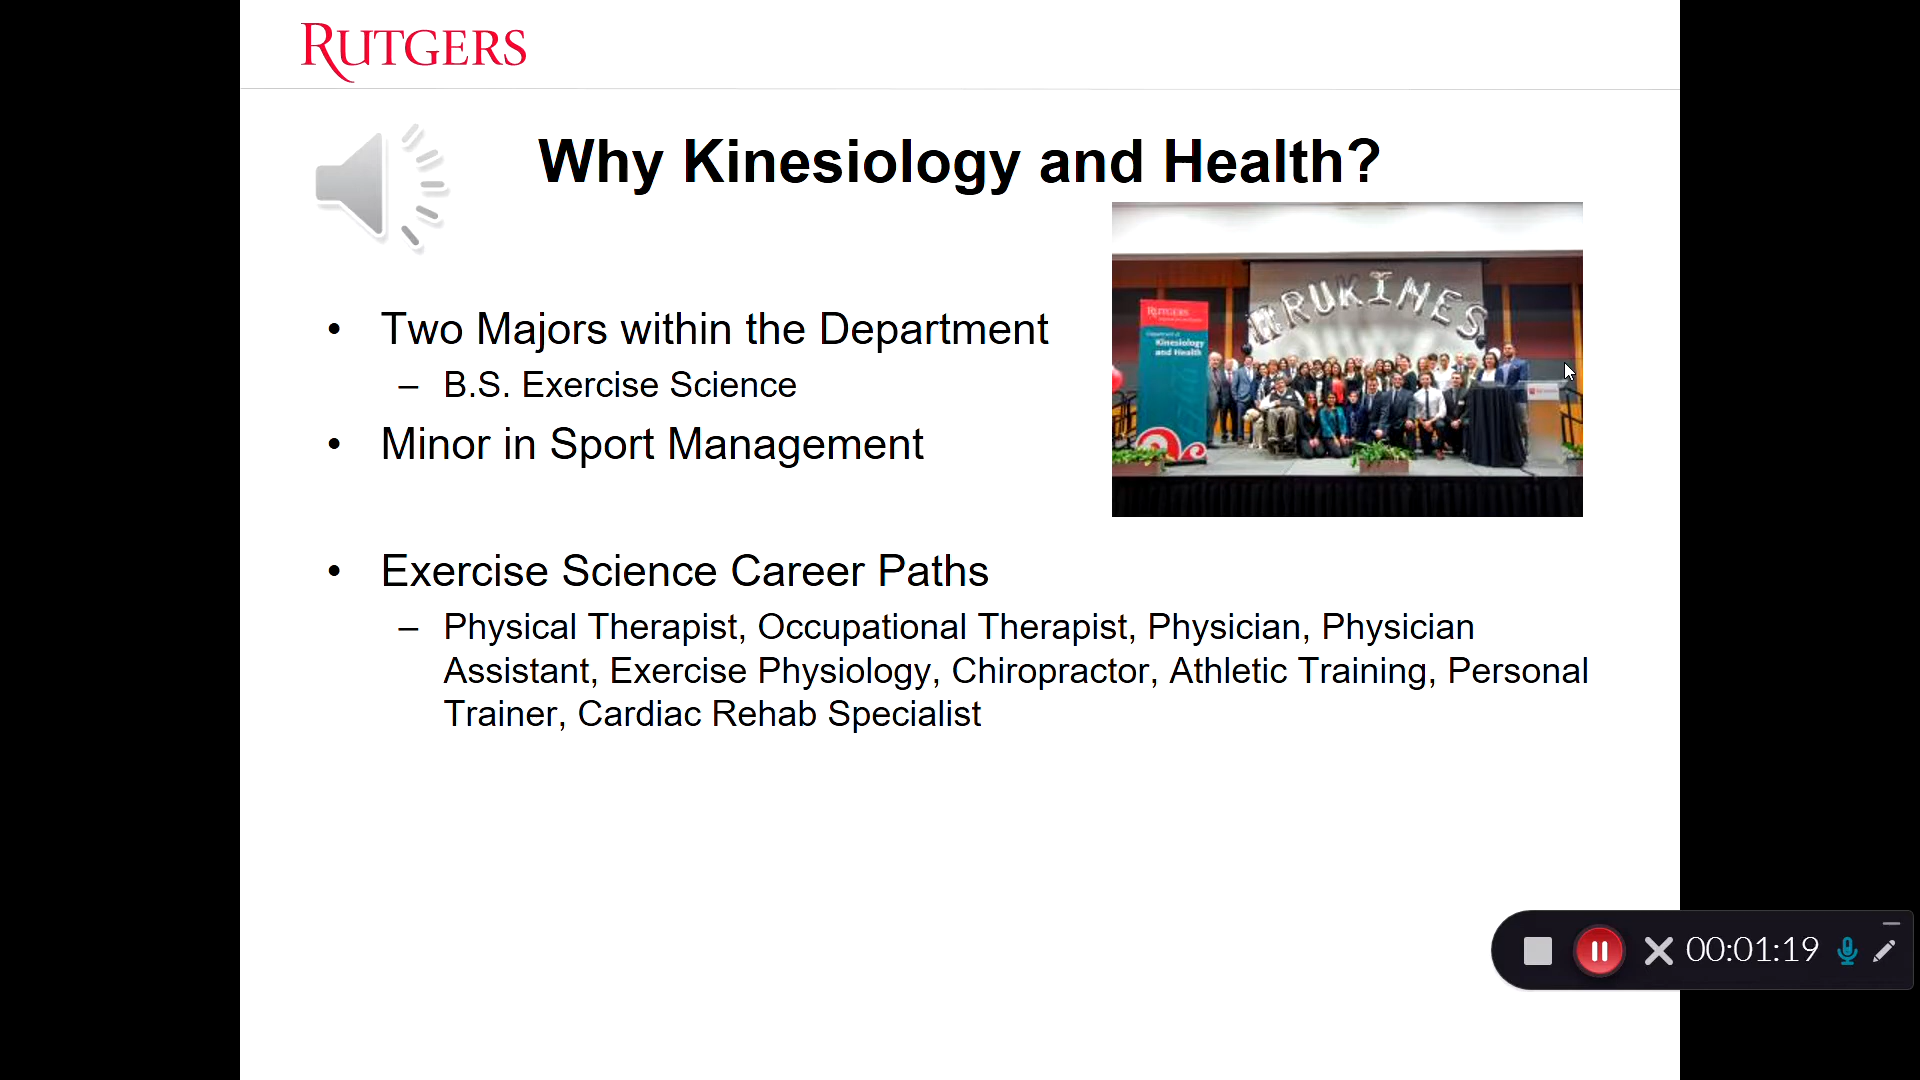 RUTGERS
Why Kinesiology and Health?
• Two Majors within the Department
– B.S. Exercise Science
• Minor in Sport Management
• Exercise Science Career Paths
– Physical Therapist, Occupational Therapist, Physician, Physician
Assistant, Exercise Physiology, Chiropractor, Athletic Training, Personal
Trainer, Cardiac Rehab Specialist
RUKINES
RUTGERS
Kinesiology
and Health
00:01:19